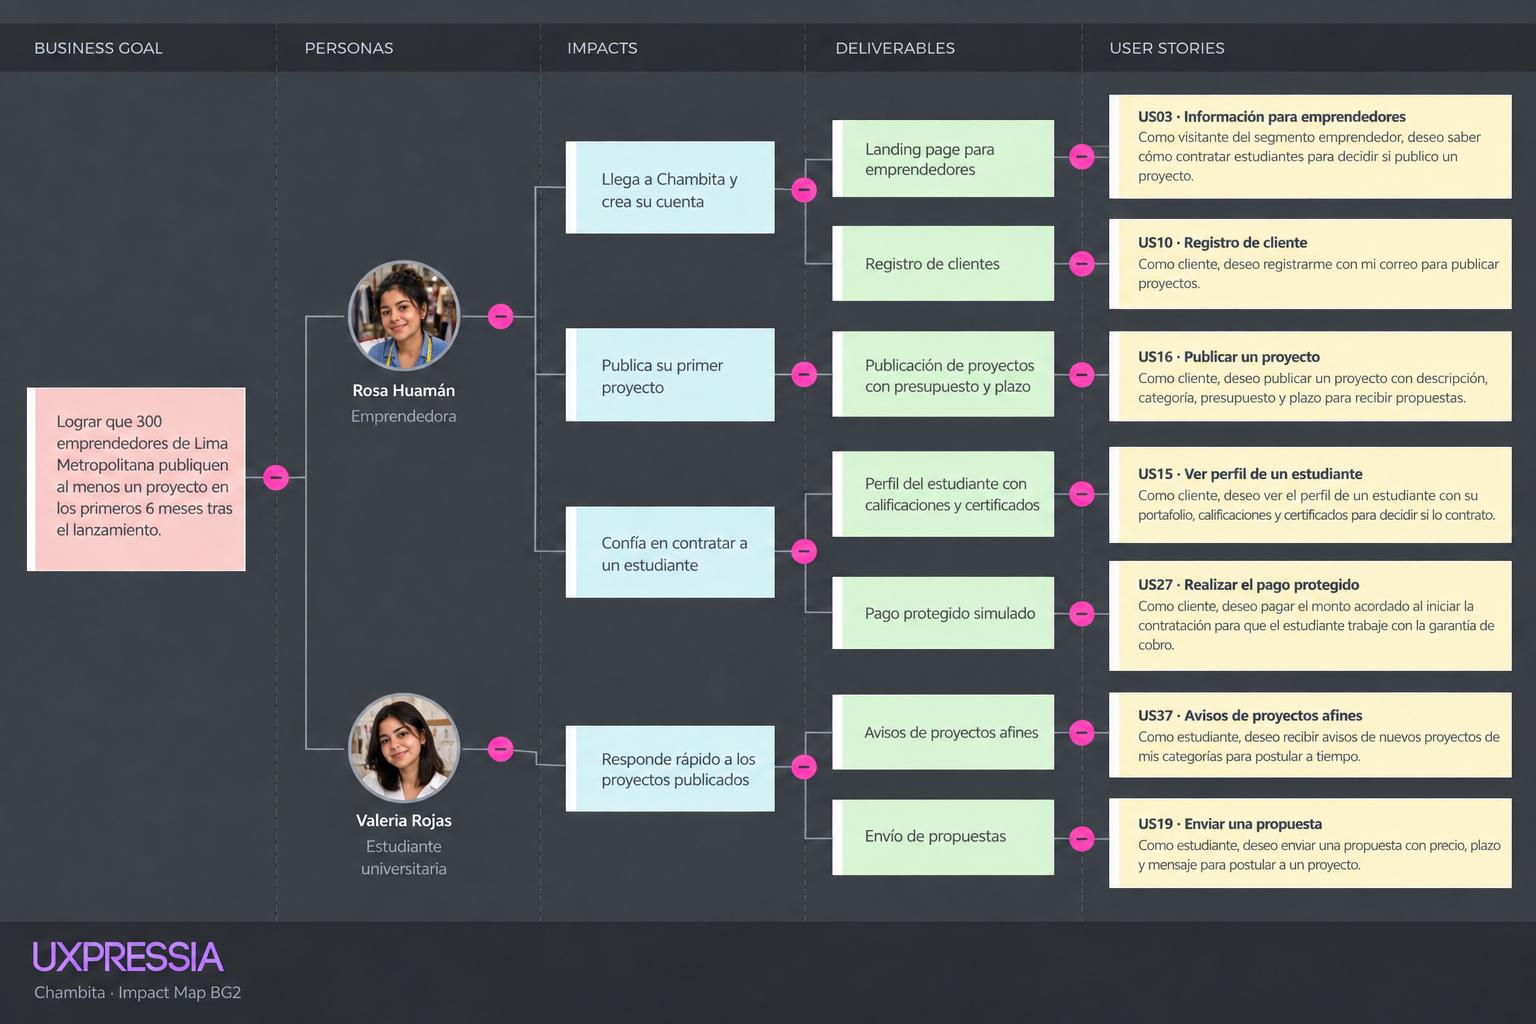 BUSINESS GOAL
PERSONAS
IMPACTS
DELIVERABLES
USER STORIES
Lograr que 300
emprendedores de Lima
Metropolitana publiquen
al menos un proyecto en
los primeros 6 meses tras
el lanzamiento.
Rosa Huamán
Emprendedora
Valeria Rojas
Estudiante
universitaria
Llega a Chambita y
crea su cuenta
Publica su primer
proyecto
Confía en contratar a
un estudiante
Responde rápido a los
proyectos publicados
Landing page para
emprendedores
Registro de clientes
Publicación de proyectos
con presupuesto y plazo
Perfil del estudiante con
calificaciones y certificados
Pago protegido simulado
Avisos de proyectos afines
Envío de propuestas
US03 · Información para emprendedores
Como visitante del segmento emprendedor, deseo saber
cómo contratar estudiantes para decidir si publico un
proyecto.
US10 · Registro de cliente
Como cliente, deseo registrarme con mi correo para publicar
proyectos.
US16 · Publicar un proyecto
Como cliente, deseo publicar un proyecto con descripción,
categoría, presupuesto y plazo para recibir propuestas.
US15 · Ver perfil de un estudiante
Como cliente, deseo ver el perfil de un estudiante con su
portafolio, calificaciones y certificados para decidir si lo contrato.
US27 · Realizar el pago protegido
Como cliente, deseo pagar el monto acordado al iniciar la
contratación para que el estudiante trabaje con la garantía de
cobro.
US37 · Avisos de proyectos afines
Como estudiante, deseo recibir avisos de nuevos proyectos de
mis categorías para postular a tiempo.
US19 · Enviar una propuesta
Como estudiante, deseo enviar una propuesta con precio, plazo
y mensaje para postular a un proyecto.
UXPRESSIA
Chambita · Impact Map BG2